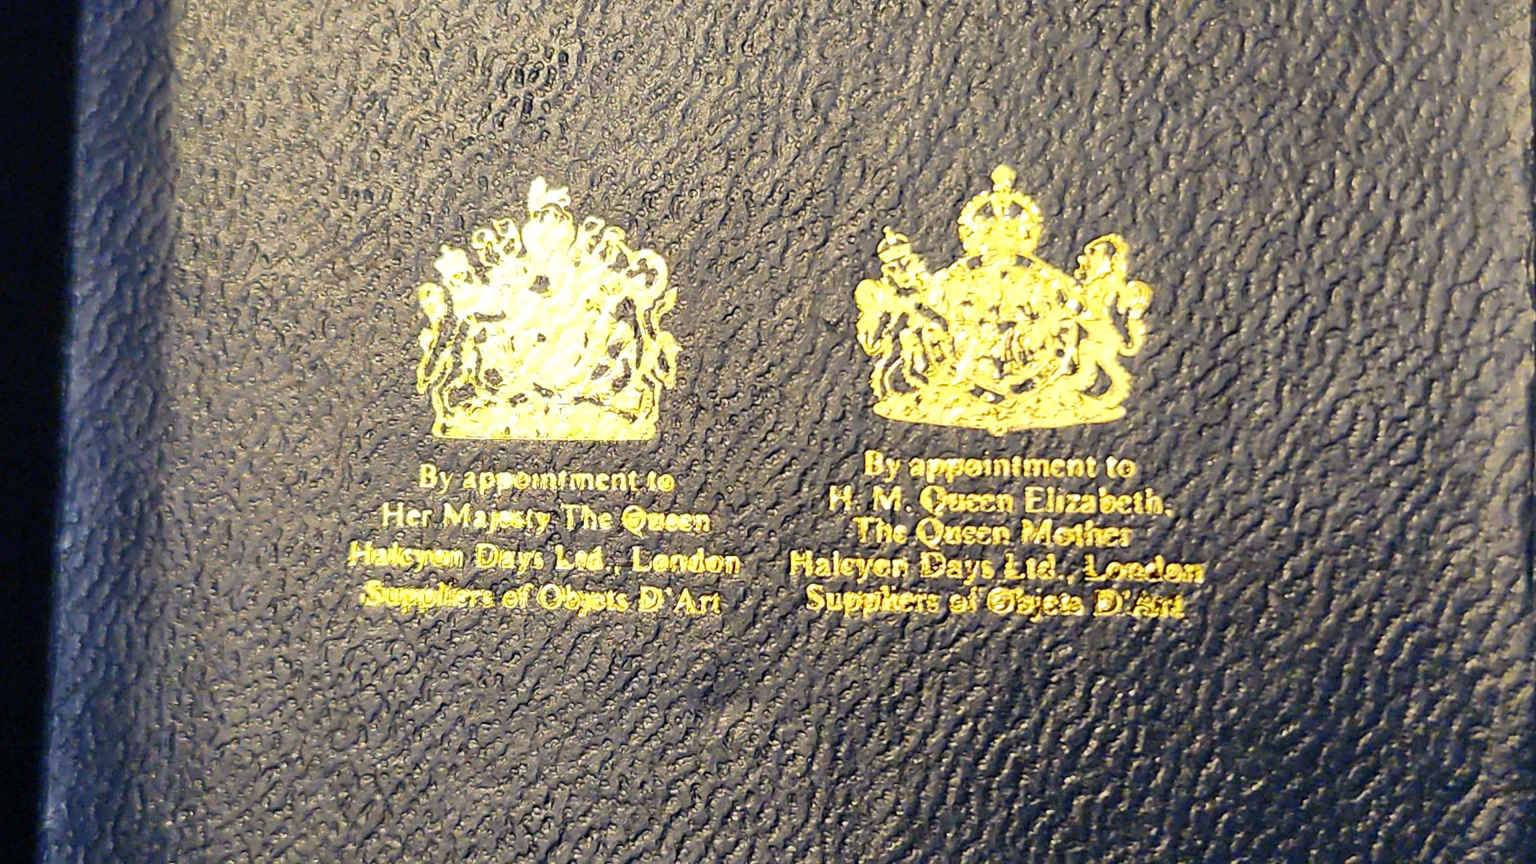 By appointment to
Her Majesty The Queen
Halcyon Days Ltd., London
Suppliers of Objets D'Art
By appointment to
H. M. Queen Elizabeth,
The Queen Mother
Halcyon Days Ltd., London
Suppliers of Objets D'Art